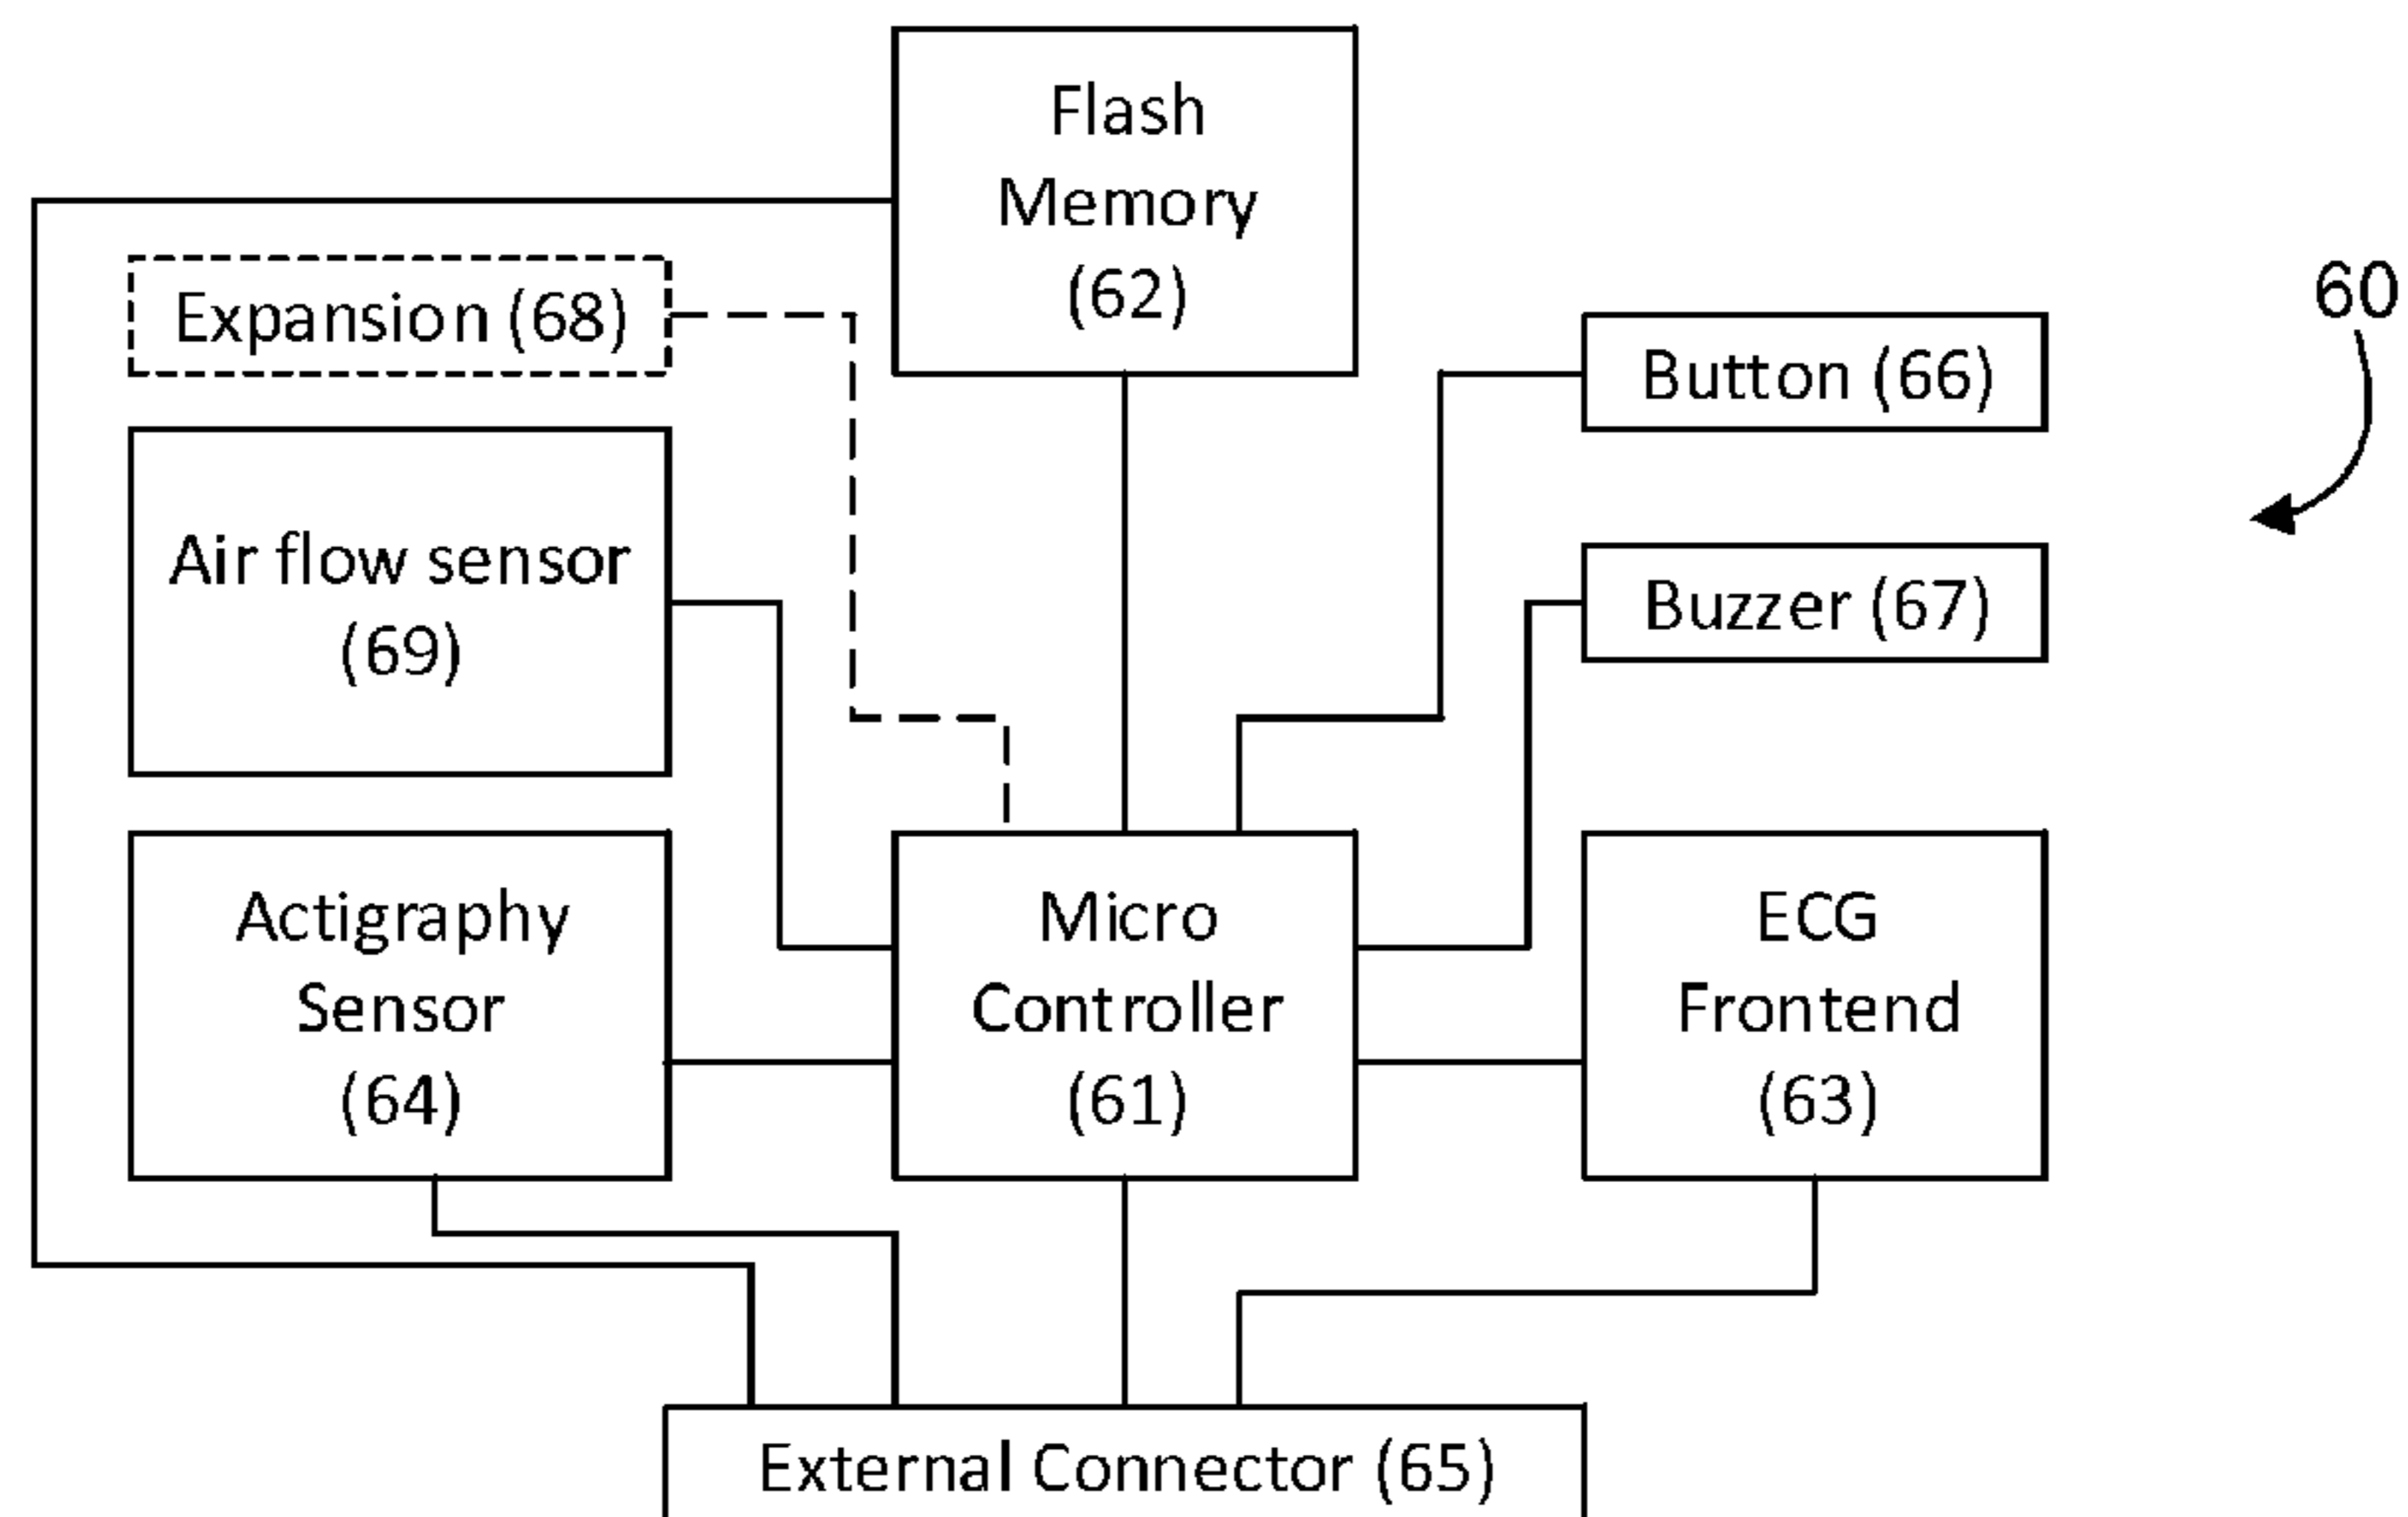 Flash
Memory
(62)
Expansion (68)
60
Button (66)
Air flow sensor
(69)
Buzzer (67)
Actigraphy
Sensor
(64)
Micro
Controller
(61)
ECG
Frontend
(63)
External Connector (65)